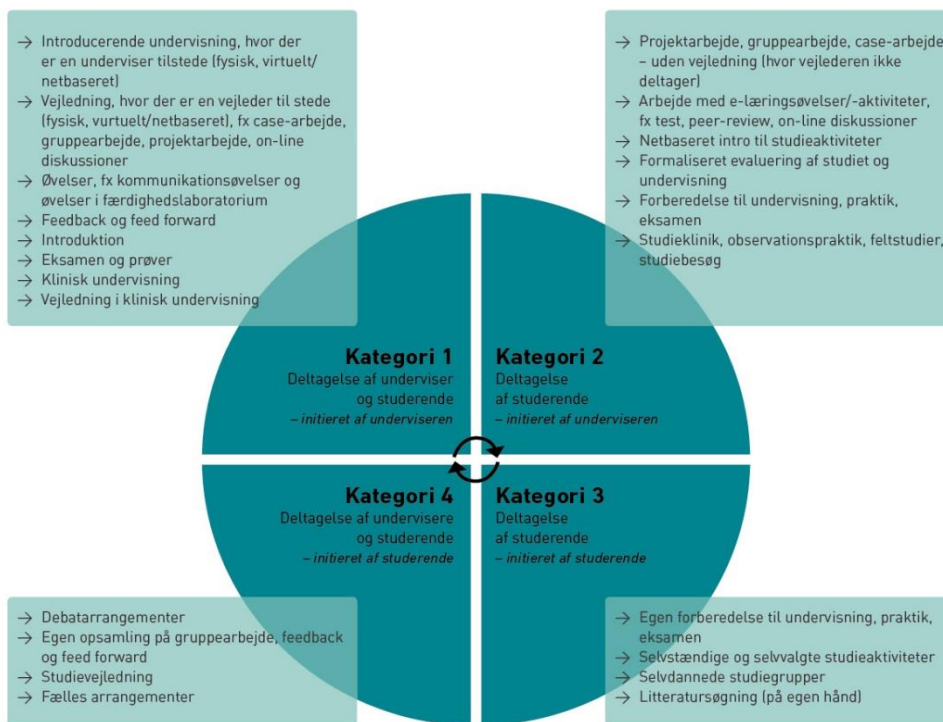 → Introducerende undervisning, hvor der
er en underviser tilstede (fysisk, virtuelt/
netbaseret)
→ Vejledning, hvor der er en vejleder til stede
(fysisk, vurtuelt/netbaseret), fx case-arbejde,
gruppearbejde, projektarbejde, on-line
diskussioner
→ Øvelser, fx kommunikationsøvelser og
øvelser i færdighedslaboratorium
→ Feedback og feed forward
→ Introduktion
→ Eksamen og prøver
→ Klinisk undervisning
→ Vejledning i klinisk undervisning
→ Projektarbejde, gruppearbejde, case-arbejde
– uden vejledning (hvor vejlederen ikke
deltager)
→ Arbejde med e-læringsøvelser/-aktiviteter,
fx test, peer-review, on-line diskussioner
→ Netbaseret intro til studieaktiviteter
→ Formaliseret evaluering af studiet og
undervisning
→ Forberedelse til undervisning, praktik,
eksamen
→ Studieklinik, observationspraktik, feltstudier,
studiebesøg
Kategori 1
Deltagelse af underviser
og studerende
– initieret af underviseren
Kategori 2
Deltagelse
af studerende
– initieret af underviseren
Kategori 4
Deltagelse af undervisere
og studerende
– initieret af studerende
Kategori 3
Deltagelse
af studerende
– initieret af studerende
→ Debatarrangementer
→ Egen opsamling på gruppearbejde, feedback
og feed forward
→ Studievejledning
→ Fælles arrangementer
→ Egen forberedelse til undervisning, praktik,
eksamen
→ Selvstændige og selvvalgte studieaktiviteter
→ Selvdannede studiegrupper
→ Litteratursøgning (på egen hånd)